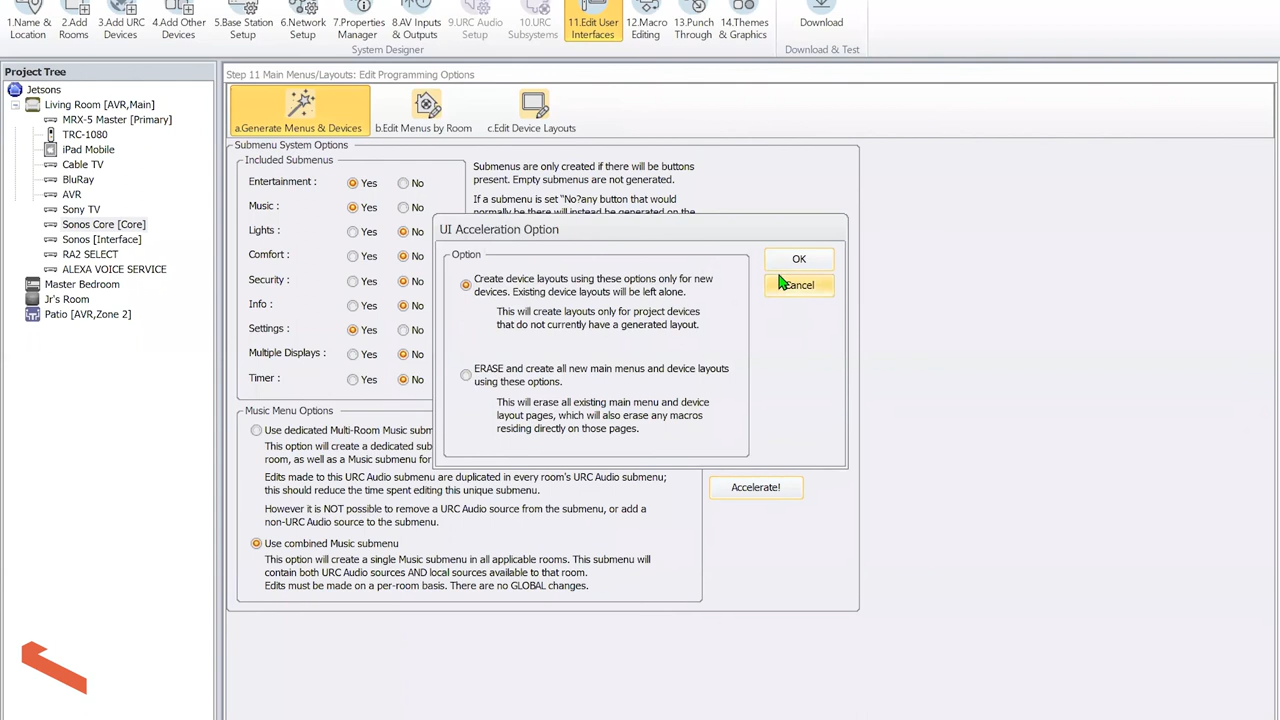 1.Name & Location
2.Add Rooms
3.Add URC Devices
4.Add Other Devices
5.Base Station Setup
6.Network Setup
7.Properties Manager
8.AV Inputs & Outputs
9.URC Audio Setup
10.URC Subsystems
11.Edit User Interfaces
12.Macro Editing
13.Punch Through
14.Themes & Graphics
Download
System Designer
Download & Test
Project Tree
Jetsons
Living Room [AVR,Main]
MRX-5 Master [Primary]
TRC-1080
iPad Mobile
Cable TV
BluRay
AVR
Sony TV
Sonos Core [Core]
Sonos [Interface]
RA2 SELECT
ALEXA VOICE SERVICE
Master Bedroom
Jr's Room
Patio [AVR,Zone 2]
Step 11 Main Menus/Layouts: Edit Programming Options
a.Generate Menus & Devices
b.Edit Menus by Room
c.Edit Device Layouts
Submenu System Options
Included Submenus
Entertainment : Yes No
Music : Yes No
Lights : Yes No
Comfort : Yes No
Security : Yes No
Info : Yes No
Settings : Yes No
Multiple Displays : Yes No
Timer : Yes No
Submenus are only created if there will be buttons
present. Empty submenus are not generated.
If a submenu is set "No?any button that would
normally be there will instead be generated on the
UI Acceleration Option
Option
Create device layouts using these options only for new
devices. Existing device layouts will be left alone.
This will create layouts only for project devices
that do not currently have a generated layout.
ERASE and create all new main menus and device layouts
using these options.
This will erase all existing main menu and device
layout pages, which will also erase any macros
residing directly on those pages.
OK
Cancel
Accelerate!
Music Menu Options
Use dedicated Multi-Room Music subm
This option will create a dedicated sub
room, as well as a Music submenu for
Edits made to this URC Audio submenu are duplicated in every room's URC Audio submenu;
this should reduce the time spent editing this unique submenu.
However it is NOT possible to remove a URC Audio source from the submenu, or add a
non-URC Audio source to the submenu.
Use combined Music submenu
This option will create a single Music submenu in all applicable rooms. This submenu will
contain both URC Audio sources AND local sources available to that room.
Edits must be made on a per-room basis. There are no GLOBAL changes.